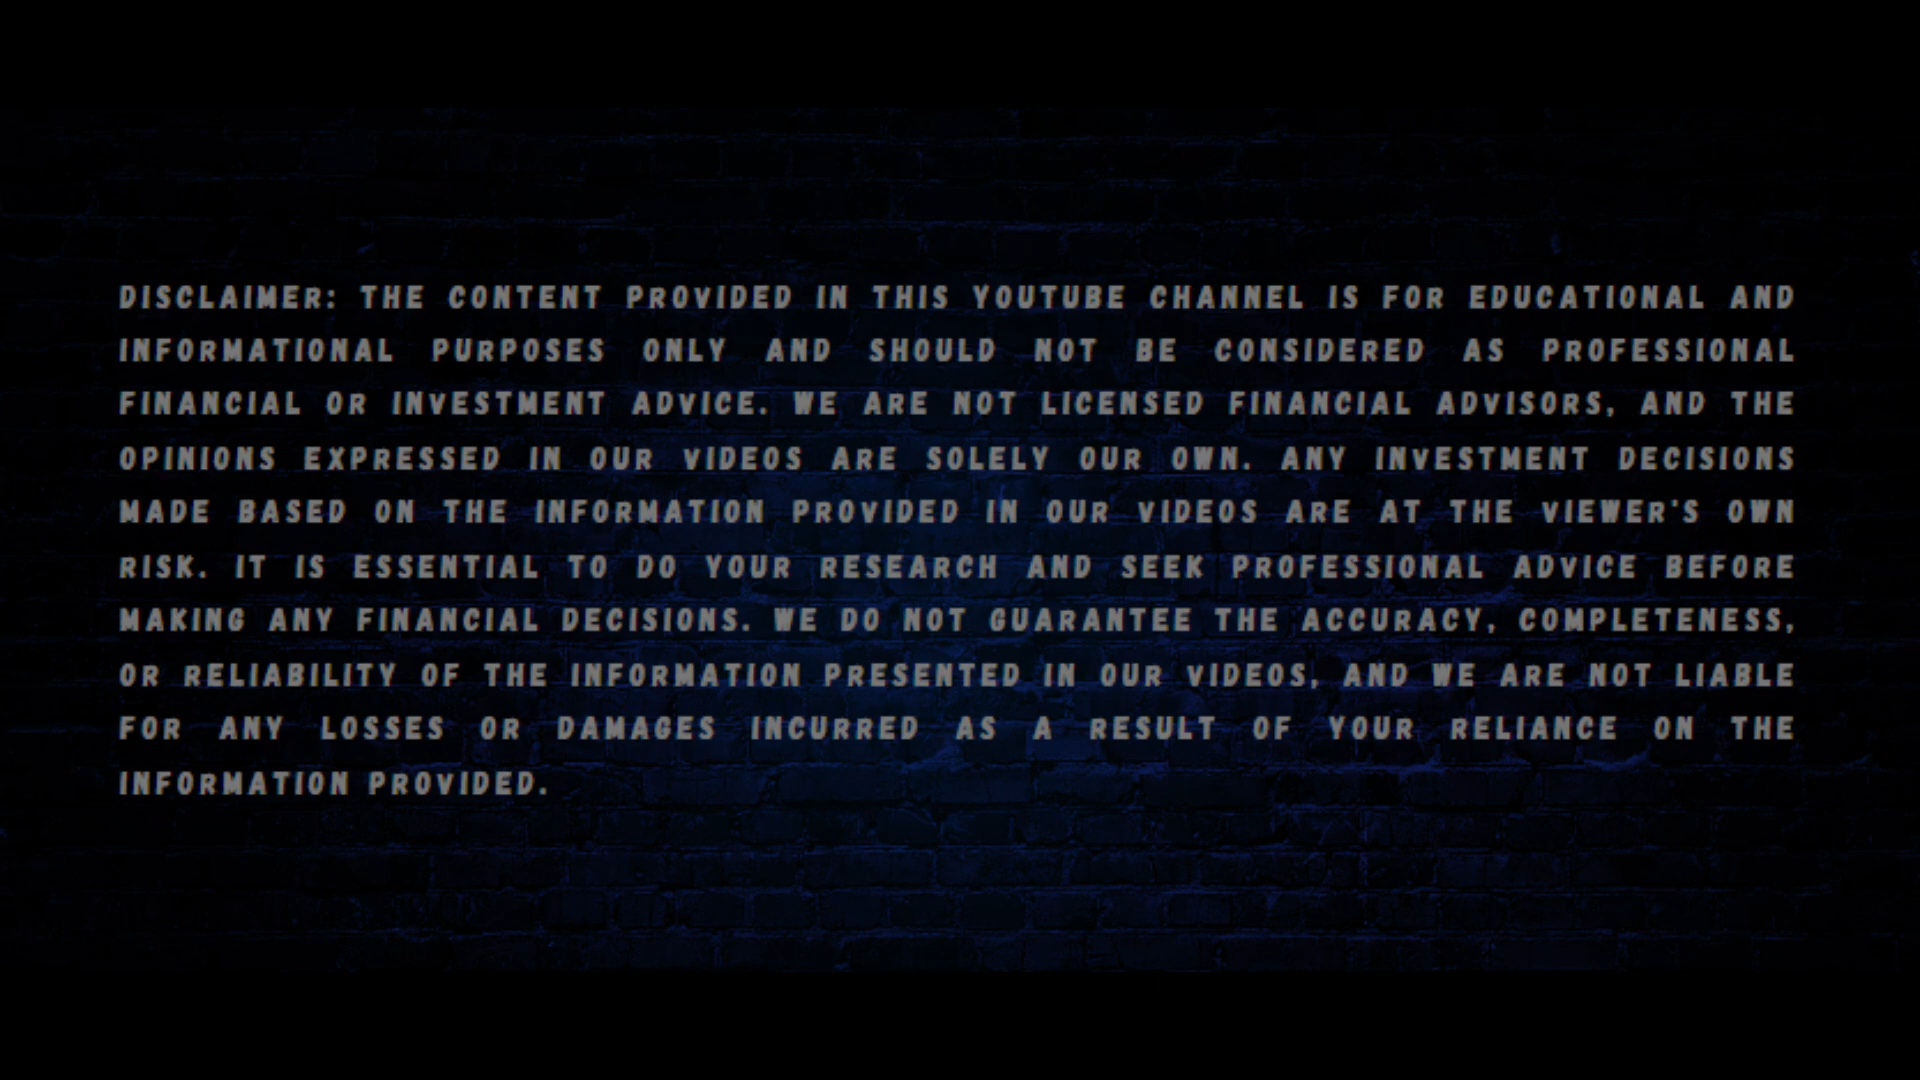 DISCLAIMER: THE CONTENT PROVIDED IN THIS YOUTUBE CHANNEL IS FOR EDUCATIONAL AND
INFORMATIONAL PURPOSES ONLY AND SHOULD NOT BE CONSIDERED AS PROFESSIONAL
FINANCIAL OR INVESTMENT ADVICE. WE ARE NOT LICENSED FINANCIAL ADVISORS, AND THE
OPINIONS EXPRESSED IN OUR VIDEOS ARE SOLELY OUR OWN. ANY INVESTMENT DECISIONS
MADE BASED ON THE INFORMATION PROVIDED IN OUR VIDEOS ARE AT THE VIEWER'S OWN
RISK. IT IS ESSENTIAL TO DO YOUR RESEARCH AND SEEK PROFESSIONAL ADVICE BEFORE
MAKING ANY FINANCIAL DECISIONS. WE DO NOT GUARANTEE THE ACCURACY, COMPLETENESS,
OR RELIABILITY OF THE INFORMATION PRESENTED IN OUR VIDEOS, AND WE ARE NOT LIABLE
FOR ANY LOSSES OR DAMAGES INCURRED AS A RESULT OF YOUR RELIANCE ON THE
INFORMATION PROVIDED.